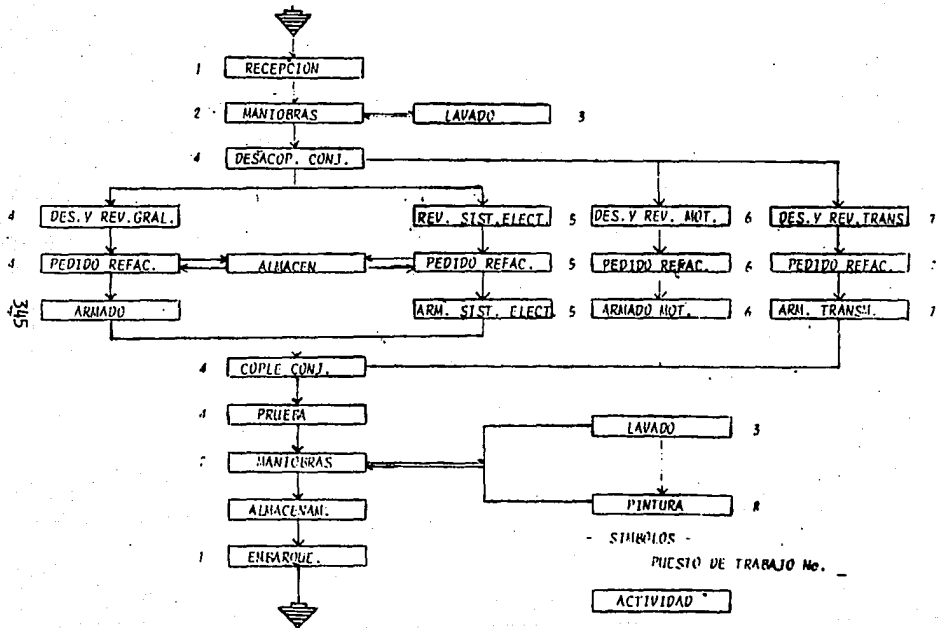 1 RECEPCIÓN
2 MANIOBRAS LAVADO 3
4 DESACOP. CONJ.
4 DES.Y REV.GRAL. REV. SIST.ELECT. 5 DES.Y REV. MOT. 6 DES.Y REV.TRANS 7
4 PEDIDO REFAC. ALMACEN PEDIDO REFAC. 5 PEDIDO REFAC. 6 PEDIDO REFAC.
345
ARMADO ARM. SIST. ELECT. 5 ARMADO MOT. 6 ARM. TRANSM. 7
4 COPLE CONJ.
4 PRUEBA LAVADO 3
MANIOBRAS
ALMACENAM. PINTURA 8
- SIMBOLOS -
1 EMBARQUE. PUESTO DE TRABAJO No. _
ACTIVIDAD